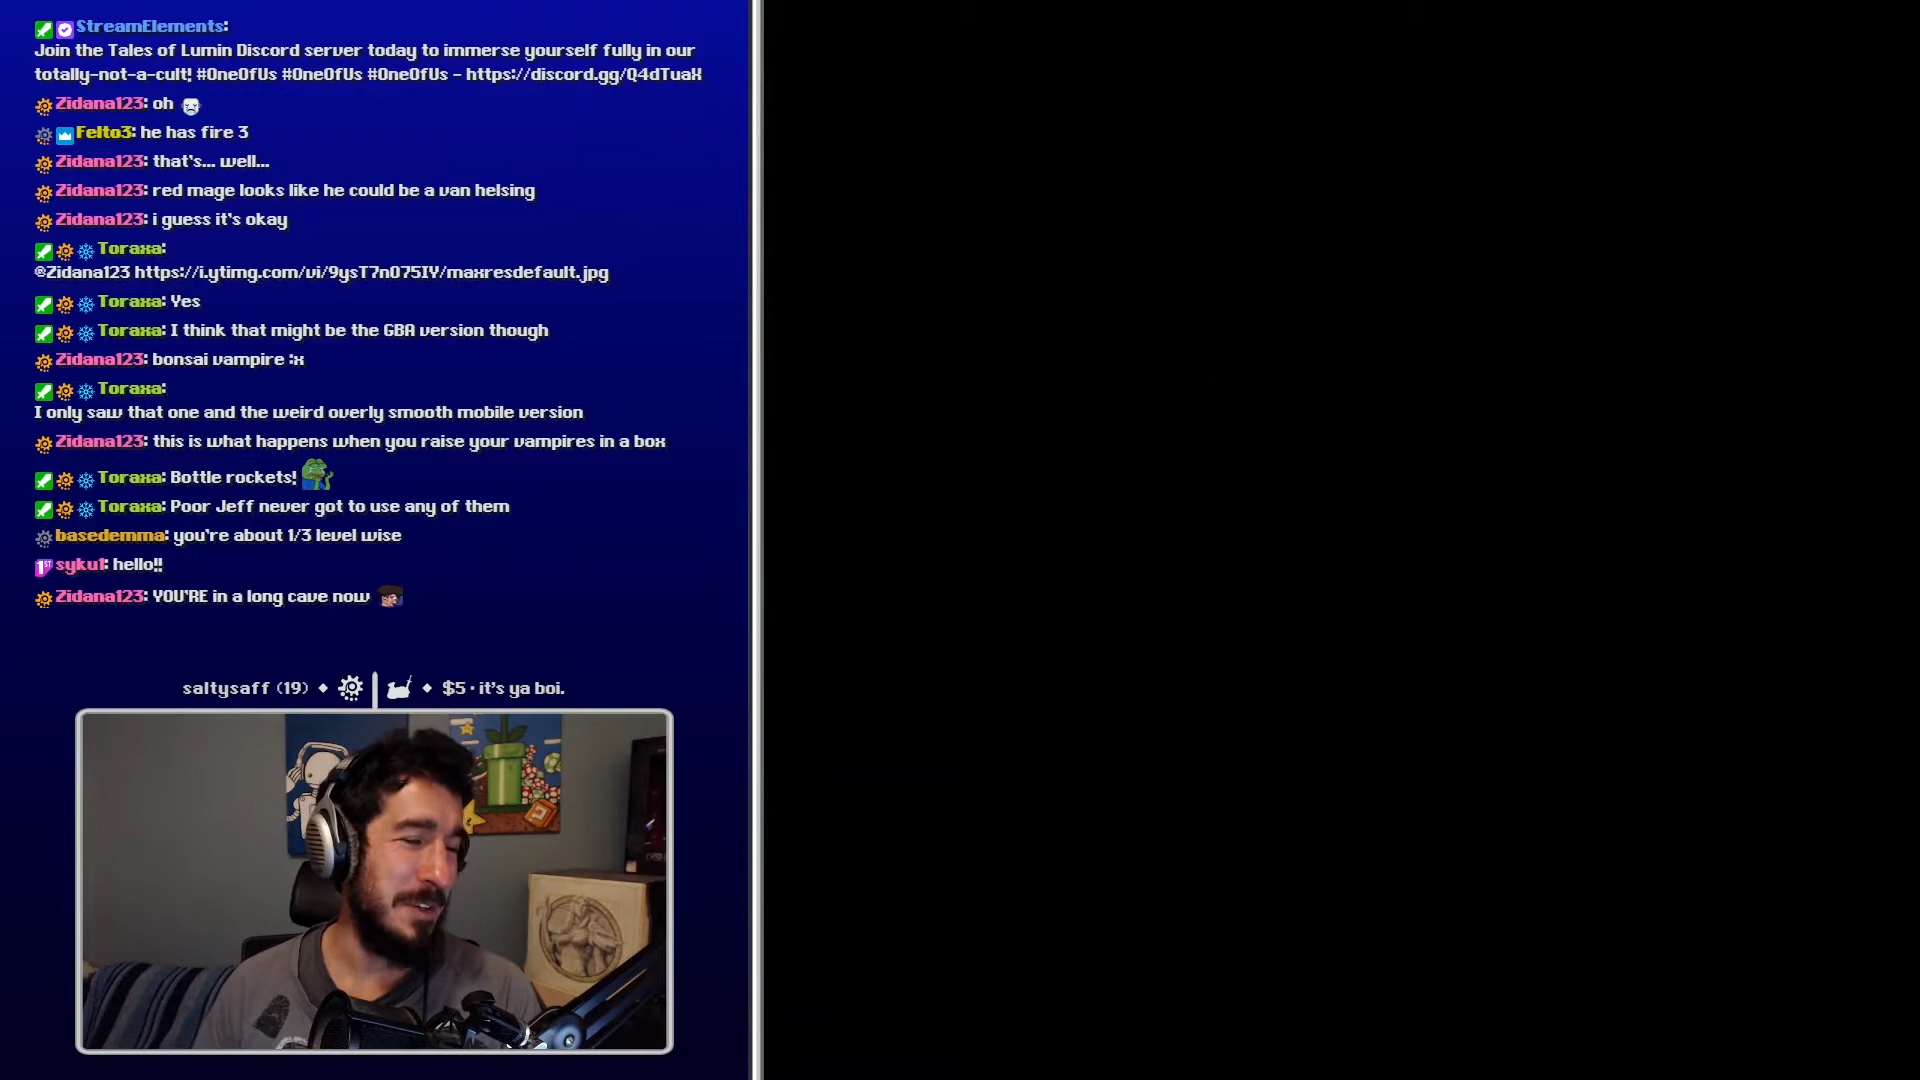 StreamElements:
Join the Tales of Lumin Discord server today to immerse yourself fully in our
totally-not-a-cult! #OneOfUs #OneOfUs #OneOfUs - https://discord.gg/Q4dTuaX
Zidana123: oh
Felto3: he has fire 3
Zidana123: that's... well...
Zidana123: red mage looks like he could be a van helsing
Zidana123: i guess it's okay
Toraxa:
@Zidana123 https://i.ytimg.com/vi/9ysT7nO75IY/maxresdefault.jpg
Toraxa: Yes
Toraxa: I think that might be the GBA version though
Zidana123: bonsai vampire :x
Toraxa:
I only saw that one and the weird overly smooth mobile version
Zidana123: this is what happens when you raise your vampires in a box
Toraxa: Bottle rockets!
Toraxa: Poor Jeff never got to use any of them
basedemma: you're about 1/3 level wise
1ST syku1: hello!!
Zidana123: YOU'RE in a long cave now
saltysaff (19) ◆ ◆ $5 · it's ya boi.